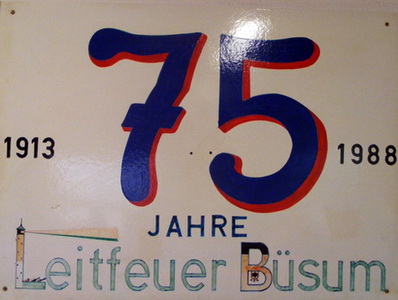 75
1913 1988
JAHRE
Leitfeuer Büsum